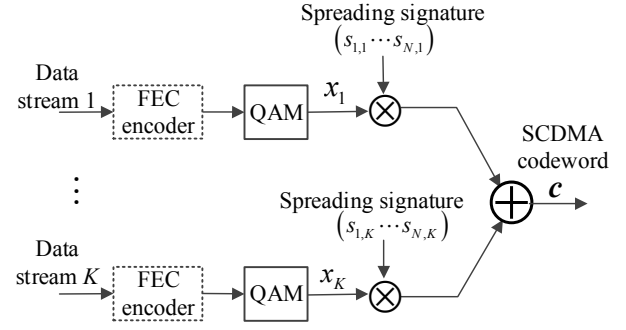 Spreading signature
(s1,1 ⋯ sN,1)
Data
stream 1
FEC
encoder
QAM
x1
SCDMA
codeword
c
⋮
Spreading signature
(s1,K ⋯ sN,K)
Data
stream K
FEC
encoder
QAM
xK